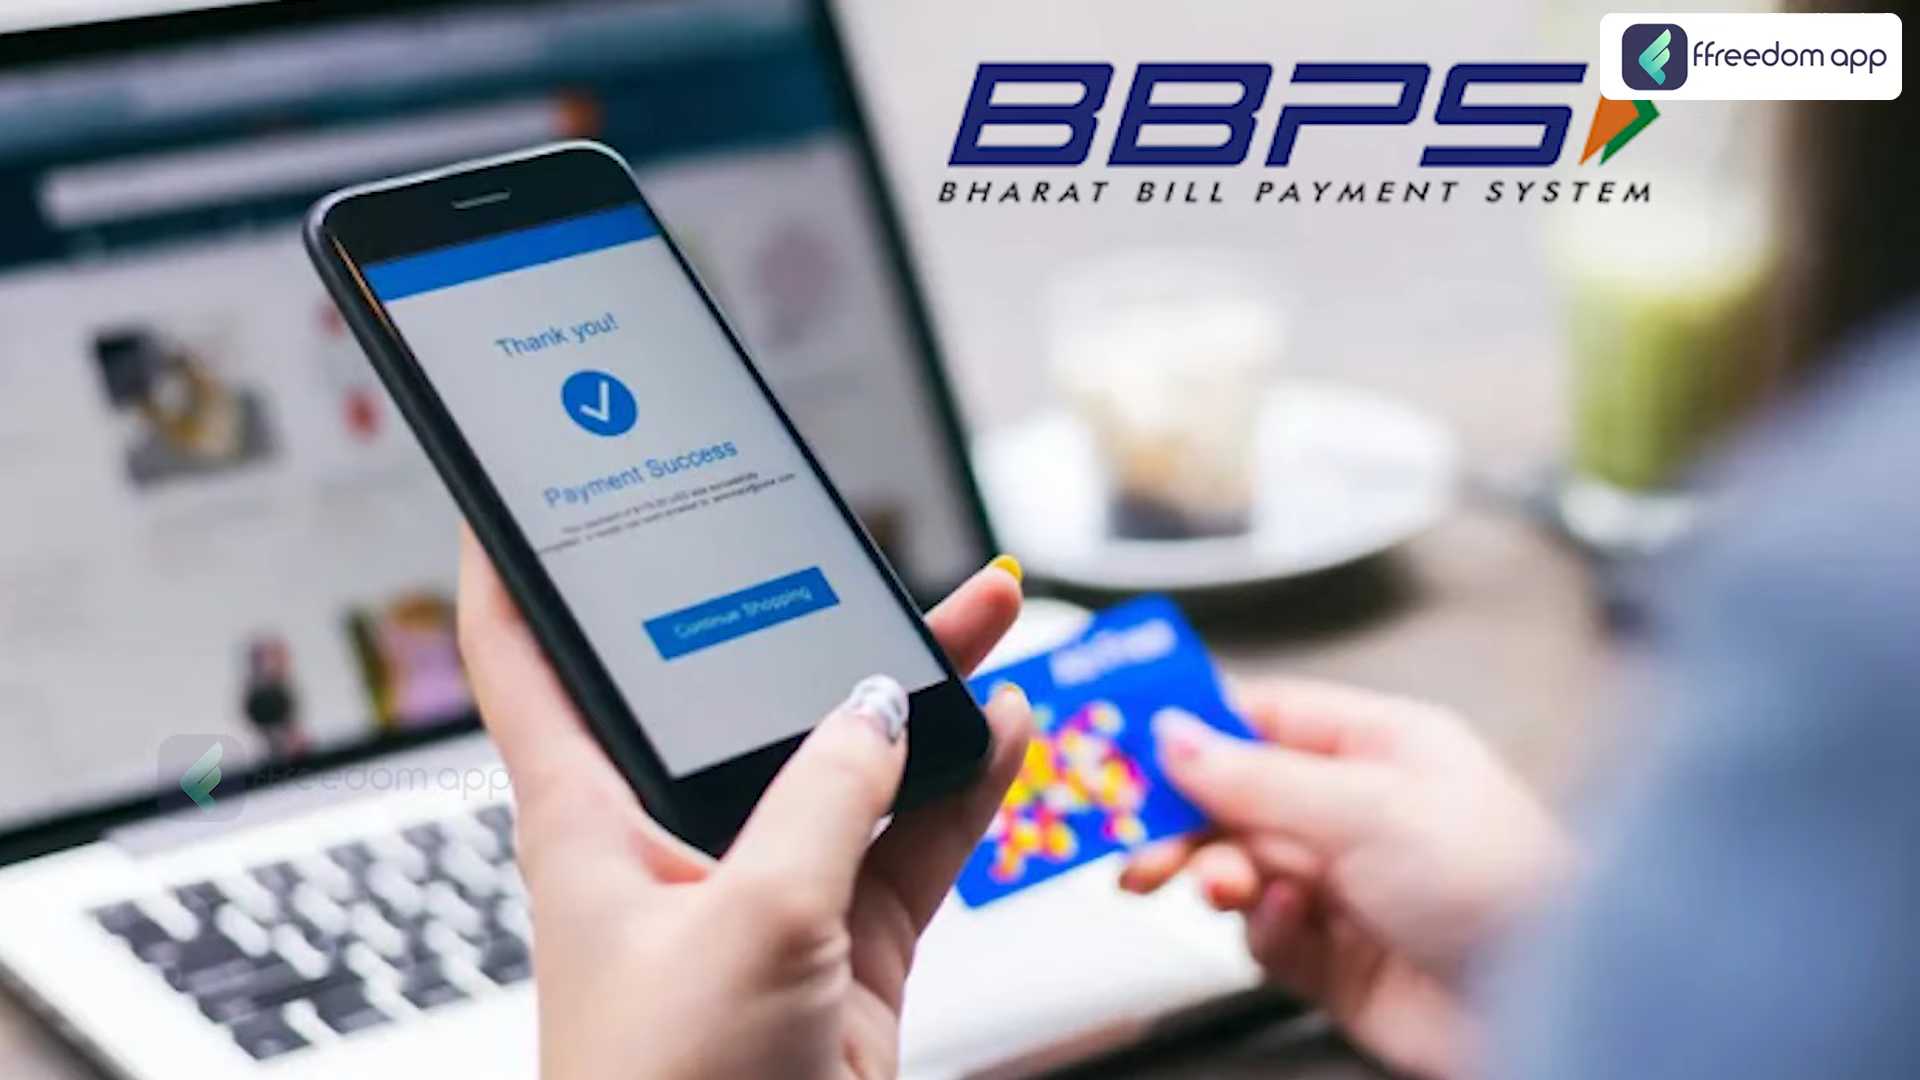 ffreedom app
BBPS
BHARAT BILL PAYMENT SYSTEM
Thank you!
Payment Success
Continue Shopping
ffreedom app